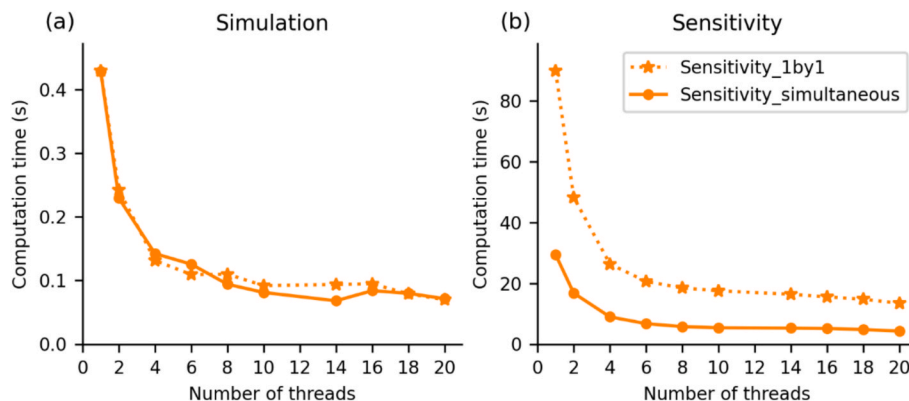 (a)
Simulation
0.4
0.3
0.2
0.1
0.0
Computation time (s)
0 2 4 6 8 10 12 14 16 18 20
Number of threads
(b)
Sensitivity
Sensitivity_1by1
Sensitivity_simultaneous
80
60
40
20
0
Computation time (s)
0 2 4 6 8 10 12 14 16 18 20
Number of threads